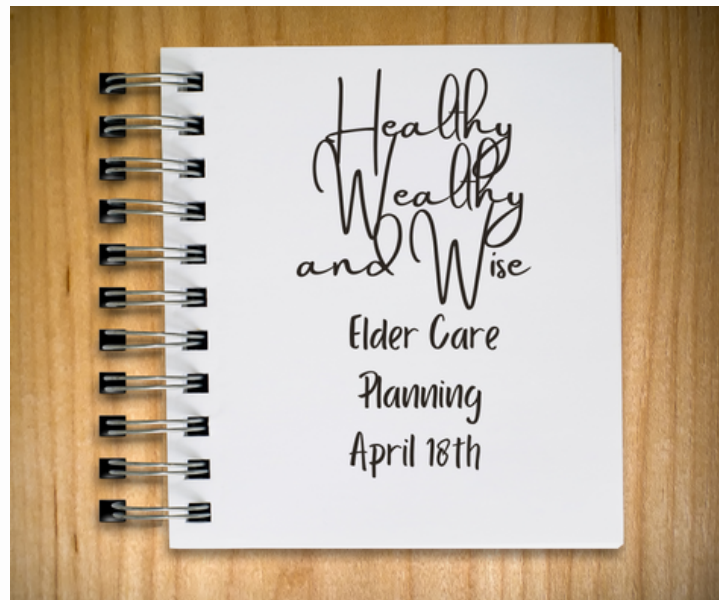 Healthy
Wealthy
and Wise
Elder Care
Planning
April 18th